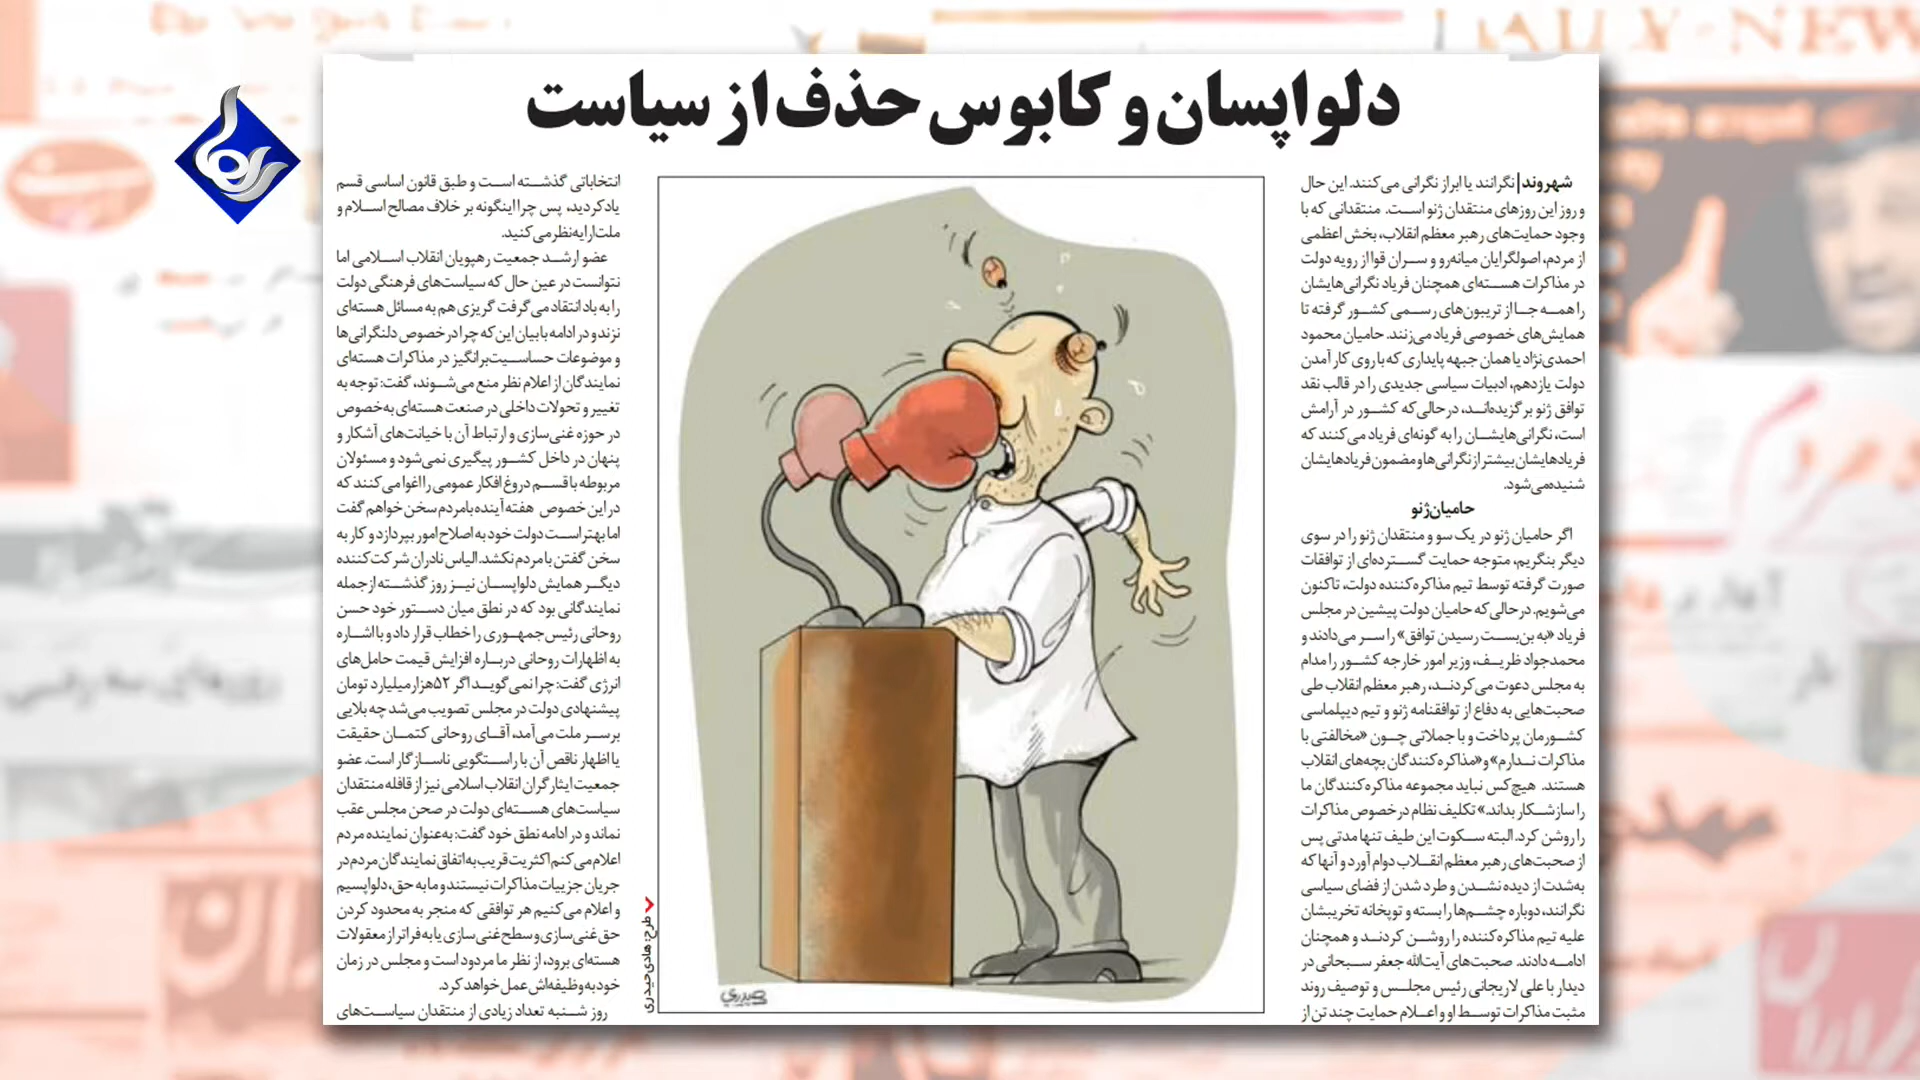 دلواپسان و کابوس حذف از سیاست
شهروند| نگرانند یا ابراز نگرانی می‌کنند. این حال
و روز این روزهای منتقدان ژنو است. منتقدانی که با
وجود حمایت‌های رهبر معظم انقلاب، بخش اعظمی
از مردم، اصولگرایان میانه‌رو و سران قوا از رویه دولت
در مذاکرات هسته‌ای همچنان فریاد نگرانی‌هایشان
را همه جا از تریبون‌های رسمی کشور گرفته تا
همایش‌های خصوصی فریاد می‌زنند. حامیان محمود
احمدی‌نژاد یا همان جبهه پایداری که با روی کار آمدن
دولت یازدهم، ادبیات سیاسی جدیدی را در قالب نقد
توافق ژنو برگزیده‌اند، درحالی‌که کشور در آرامش
است، نگرانی‌هایشان را به گونه‌ای فریاد می‌کنند که
فریادهایشان بیشتر از نگرانی‌ها و مضمون فریادهایشان
شنیده می‌شود.
حامیان ژنو
اگر حامیان ژنو در یک سو و منتقدان ژنو را در سوی
دیگر بنگریم، متوجه حمایت گسترده‌ای از توافقات
صورت گرفته توسط تیم مذاکره‌کننده دولت، تاکنون
می‌شویم. درحالی‌که حامیان دولت پیشین در مجلس
فریاد «به بن‌بست رسیدن توافق» را سر می‌دادند و
محمدجواد ظریف، وزیر امور خارجه کشور را مدام
به مجلس دعوت می‌کردند، رهبر معظم انقلاب طی
صحبت‌هایی به دفاع از توافقنامه ژنو و تیم دیپلماسی
کشورمان پرداخت و با جملاتی چون «مخالفتی با
مذاکرات ندارم» و «مذاکره‌کنندگان بچه‌های انقلاب
هستند. هیچ‌کس نباید مجموعه مذاکره‌کنندگان ما
را سازشکار بداند.» تکلیف نظام در خصوص مذاکرات
را روشن کرد. البته سکوت این طیف تنها مدتی پس
از صحبت‌های رهبر معظم انقلاب دوام آورد و آنها که
به‌شدت از دیده نشدن و طرد شدن از فضای سیاسی
نگرانند، دوباره چشم‌ها را بسته و توپخانه تخریبشان
علیه تیم مذاکره‌کننده را روشن کردند و همچنان
ادامه دادند. صحبت‌های آیت‌الله جعفر سبحانی در
دیدار با علی لاریجانی رئیس مجلس و توصیف روند
مثبت مذاکرات توسط او و اعلام حمایت چند تن از
طرح: هادی حیدری
حیدری
انتخاباتی گذشته است و طبق قانون اساسی قسم
یاد کردید، پس چرا اینگونه بر خلاف مصالح اسلام و
ملت ارایه نظر می‌کنید.
عضو ارشد جمعیت رهپویان انقلاب اسلامی اما
نتوانست در عین حال که سیاست‌های فرهنگی دولت
را به باد انتقاد می‌گرفت گریزی هم به مسائل هسته‌ای
نزند و در ادامه با بیان این که چرا در خصوص دلنگرانی‌ها
و موضوعات حساسیت‌برانگیز در مذاکرات هسته‌ای
نمایندگان از اعلام نظر منع می‌شوند، گفت: توجه به
تغییر و تحولات داخلی در صنعت هسته‌ای به‌خصوص
در حوزه غنی‌سازی و ارتباط آن با خیانت‌های آشکار و
پنهان در داخل کشور پیگیری نمی‌شود و مسئولان
مربوطه با قسم دروغ افکار عمومی را اغوا می‌کنند که
در این خصوص هفته آینده با مردم سخن خواهم گفت
اما بهتر است دولت خود به اصلاح امور بپردازد و کار به
سخن گفتن با مردم نکشد. الیاس نادران شرکت‌کننده
دیگر همایش دلواپسان نیز روز گذشته از جمله
نمایندگانی بود که در نطق میان دستور خود حسن
روحانی رئیس‌جمهوری را خطاب قرار داد و با اشاره
به اظهارات روحانی درباره افزایش قیمت حامل‌های
انرژی گفت: چرا نمی‌گوید اگر ۵۲هزار میلیارد تومان
پیشنهادی دولت در مجلس تصویب می‌شد چه بلایی
بر سر ملت می‌آمد، آقای روحانی کتمان حقیقت
یا اظهار ناقص آن با راستگویی ناسازگار است. عضو
جمعیت ایثارگران انقلاب اسلامی نیز از قافله منتقدان
سیاست‌های هسته‌ای دولت در صحن مجلس عقب
نماند و در ادامه نطق خود گفت: به‌عنوان نماینده مردم
اعلام می‌کنم اکثریت قریب به اتفاق نمایندگان مردم در
جریان جزییات مذاکرات نیستند و ما به حق، دلواپسیم
و اعلام می‌کنیم هر توافقی که منجر به محدود کردن
حق غنی‌سازی و سطح غنی‌سازی یا به فراتر از معقولات
هسته‌ای برود، از نظر ما مردود است و مجلس در زمان
خود به وظیفه‌اش عمل خواهد کرد.
روز شنبه تعداد زیادی از منتقدان سیاست‌های